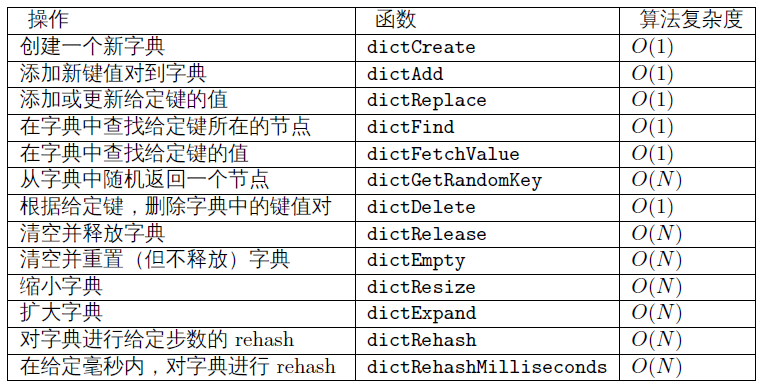 操作 函数 算法复杂度
创建一个新字典 dictCreate O(1)
添加新键值对到字典 dictAdd O(1)
添加或更新给定键的值 dictReplace O(1)
在字典中查找给定键所在的节点 dictFind O(1)
在字典中查找给定键的值 dictFetchValue O(1)
从字典中随机返回一个节点 dictGetRandomKey O(N)
根据给定键，删除字典中的键值对 dictDelete O(1)
清空并释放字典 dictRelease O(N)
清空并重置（但不释放）字典 dictEmpty O(N)
缩小字典 dictResize O(N)
扩大字典 dictExpand O(N)
对字典进行给定步数的 rehash dictRehash O(N)
在给定毫秒内，对字典进行 rehash dictRehashMilliseconds O(N)